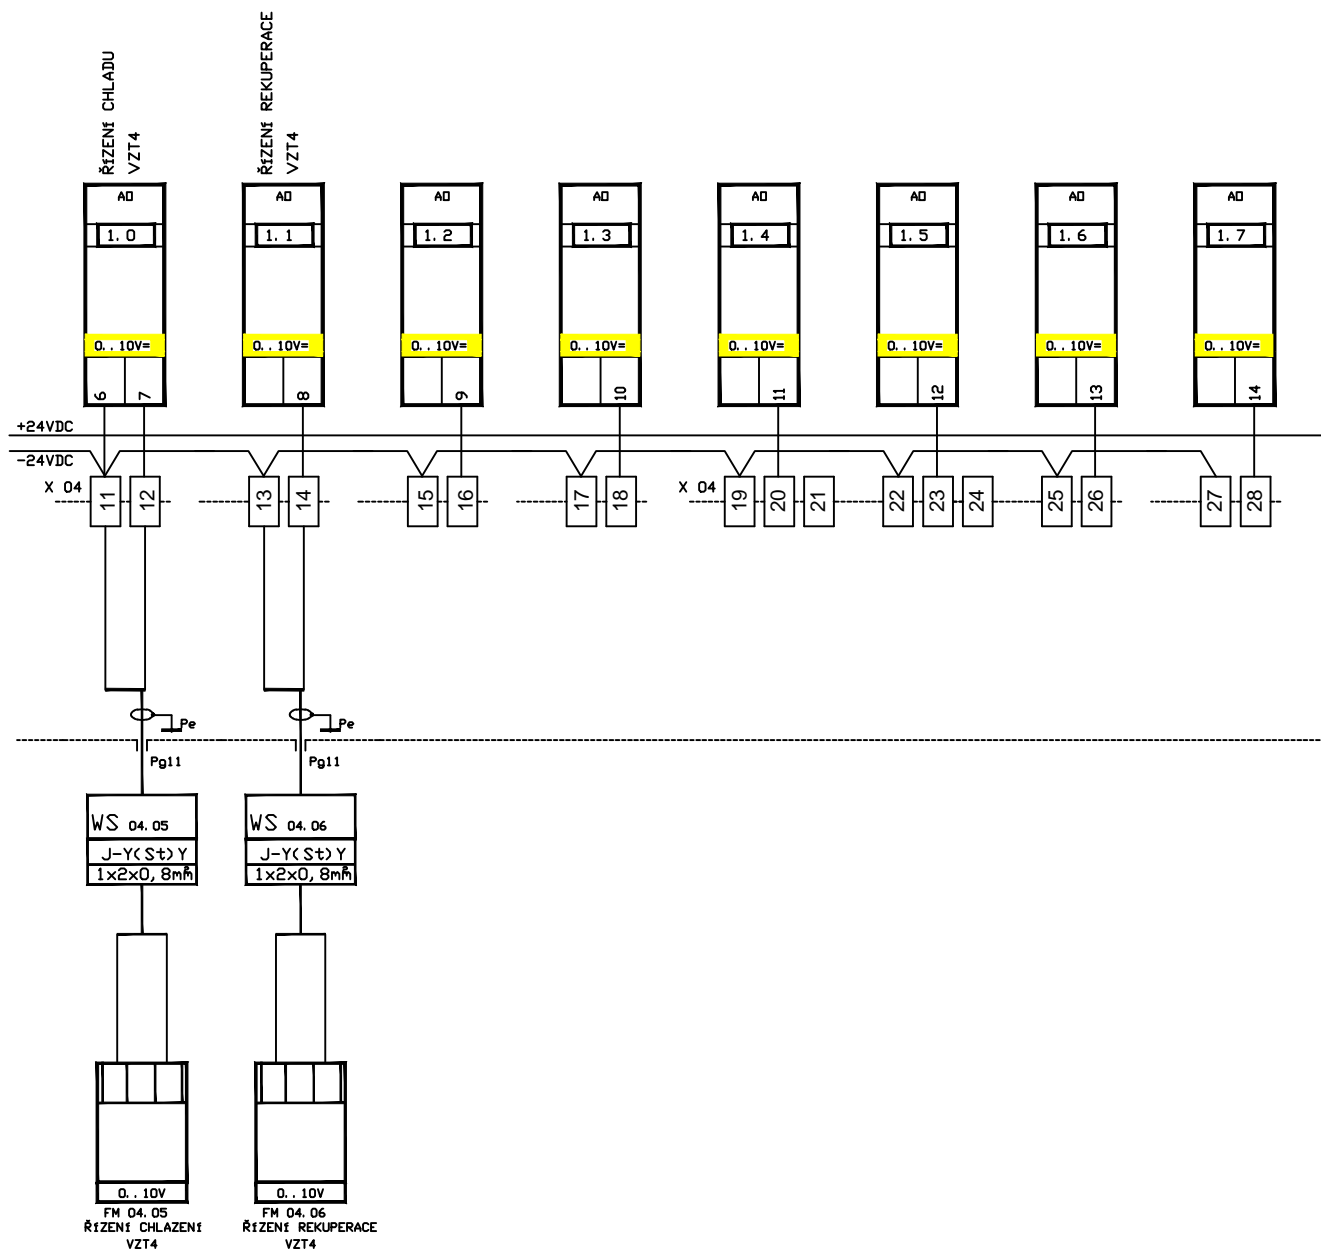 ŘÍZENÍ CHLADU
VZT4
ŘÍZENÍ REKUPERACE
VZT4
AO AO AO AO AO AO AO AO
1.0 1.1 1.2 1.3 1.4 1.5 1.6 1.7
0..10V= 0..10V= 0..10V= 0..10V= 0..10V= 0..10V= 0..10V= 0..10V=
6 7 8 9 10 11 12 13 14
+24VDC
-24VDC
X 04 11 12 13 14 15 16 17 18 X 04 19 20 21 22 23 24 25 26 27 28
Pe Pe
Pg11 Pg11
WS 04.05 WS 04.06
J-Y(St)Y J-Y(St)Y
1x2x0,8mm² 1x2x0,8mm²
0..10V 0..10V
FM 04.05 FM 04.06
ŘÍZENÍ CHLAZENÍ ŘÍZENÍ REKUPERACE
VZT4 VZT4